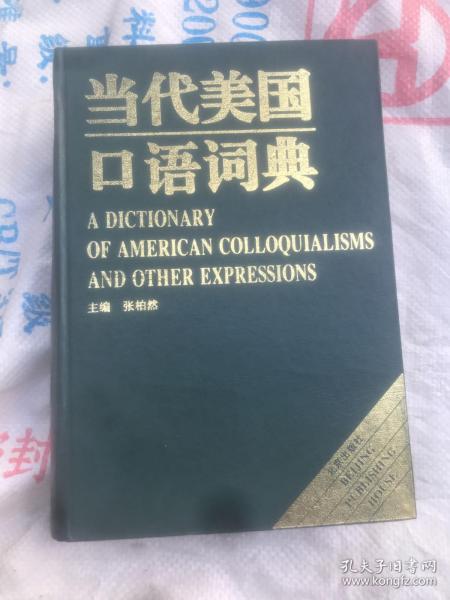 当代美国
口语词典
A DICTIONARY
OF AMERICAN COLLOQUIALISMS
AND OTHER EXPRESSIONS
主编 张柏然
北京出版社
BEIJING
PUBLISHING
HOUSE
孔夫子旧书网
www.kongfz.com